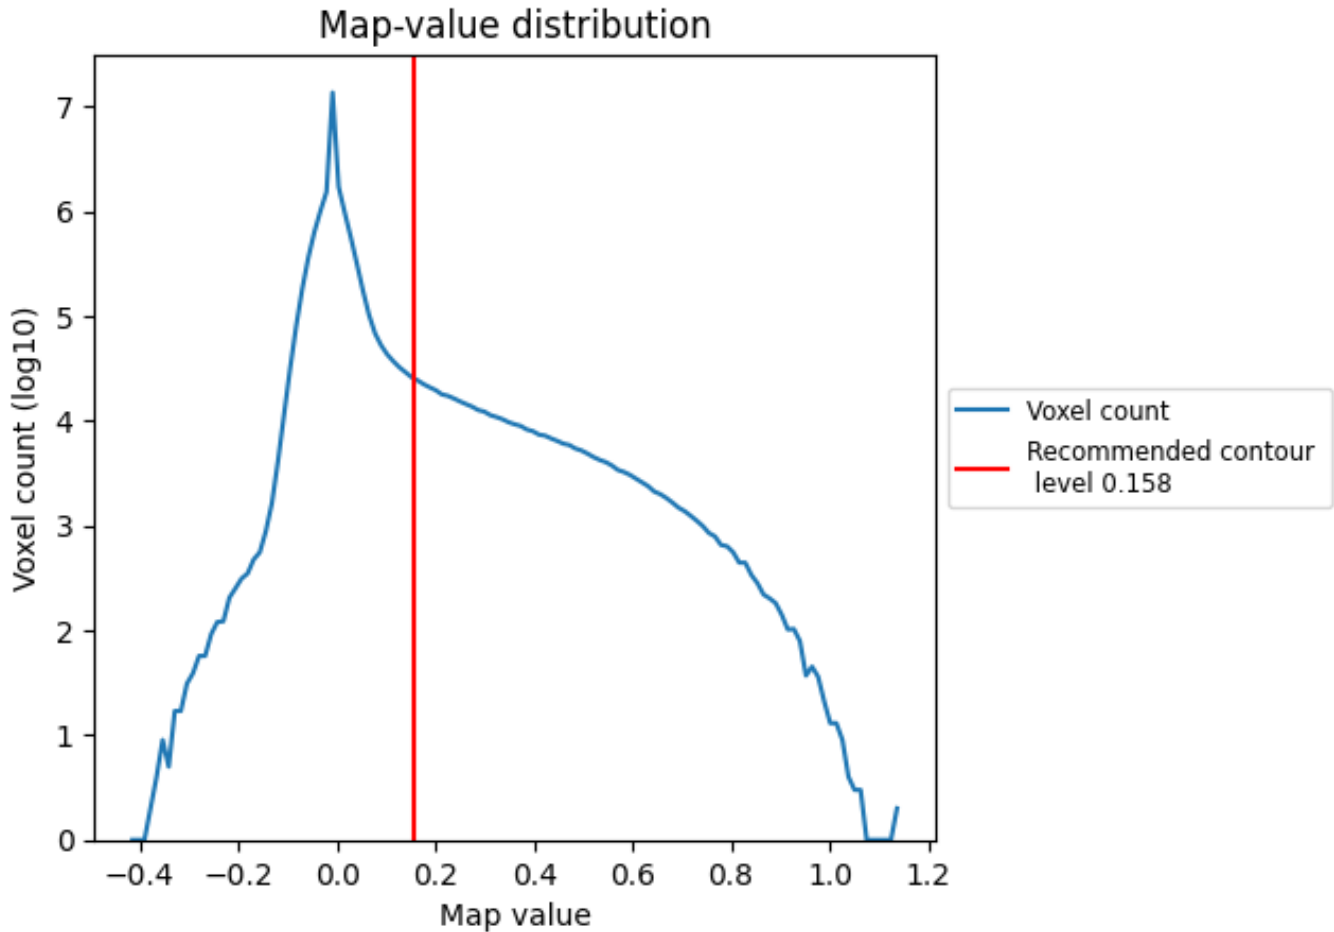 Map-value distribution
7
6
5
4
3
2
1
0
Voxel count (log10)
−0.4 −0.2 0.0 0.2 0.4 0.6 0.8 1.0 1.2
Map value
Voxel count
Recommended contour
level 0.158